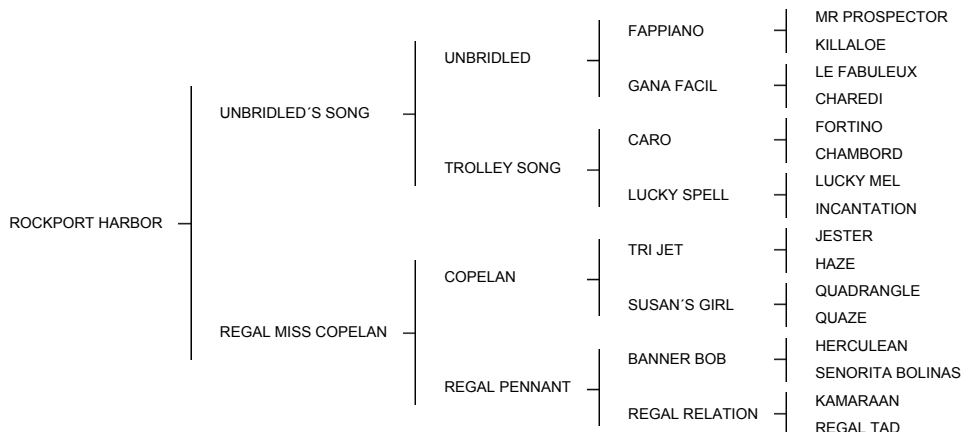 ROCKPORT HARBOR
UNBRIDLED´S SONG
REGAL MISS COPELAN
UNBRIDLED
TROLLEY SONG
COPELAN
REGAL PENNANT
FAPPIANO
GANA FACIL
CARO
LUCKY SPELL
TRI JET
SUSAN´S GIRL
BANNER BOB
REGAL RELATION
MR PROSPECTOR
KILLALOE
LE FABULEUX
CHAREDI
FORTINO
CHAMBORD
LUCKY MEL
INCANTATION
JESTER
HAZE
QUADRANGLE
QUAZE
HERCULEAN
SENORITA BOLINAS
KAMARAAN
REGAL TAD